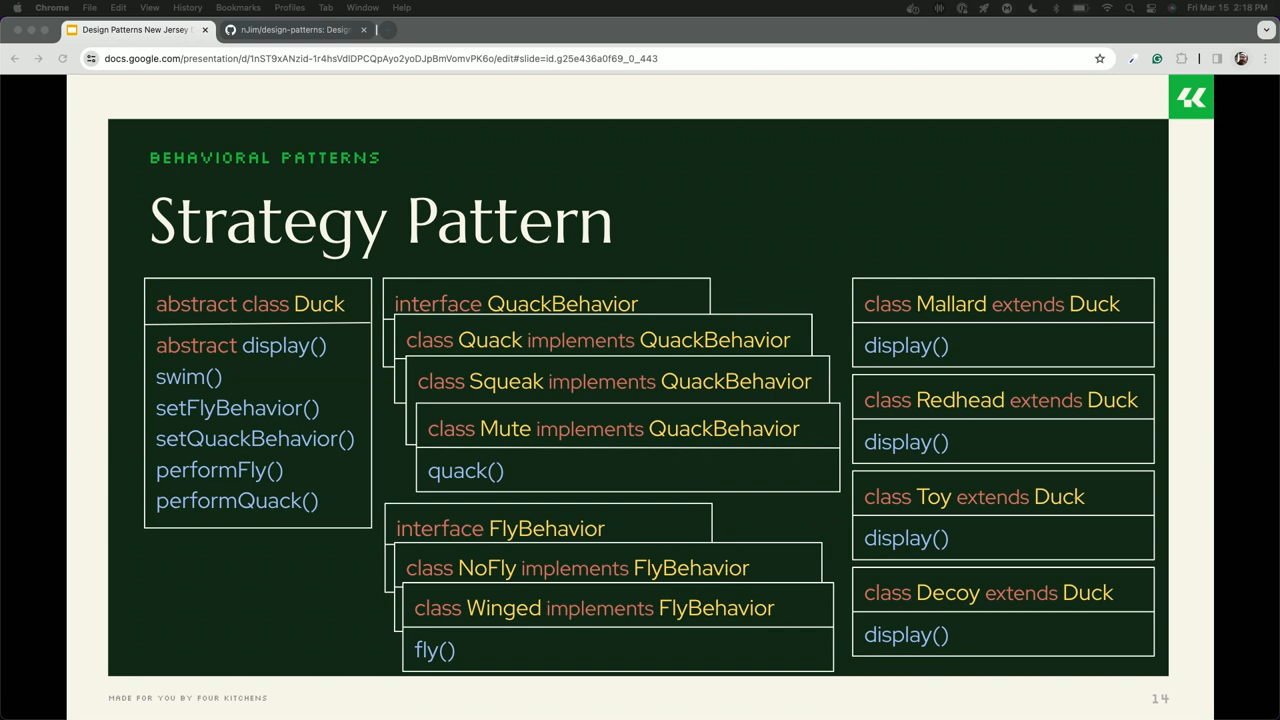 Chrome File Edit View History Bookmarks Profiles Tab Window Help Fri Mar 15 2:18 PM
Design Patterns New Jersey nJim/design-patterns: Desig
docs.google.com/presentation/d/1nST9xANzid-1r4hsVdIDPCQpAyo2yoDJpBmVomvPK6o/edit#slide=id.g25e436a0f69_0_443
BEHAVIORAL PATTERNS
Strategy Pattern
abstract class Duck
abstract display()
swim()
setFlyBehavior()
setQuackBehavior()
performFly()
performQuack()
interface QuackBehavior
class Quack implements QuackBehavior
class Squeak implements QuackBehavior
class Mute implements QuackBehavior
quack()
interface FlyBehavior
class NoFly implements FlyBehavior
class Winged implements FlyBehavior
fly()
class Mallard extends Duck
display()
class Redhead extends Duck
display()
class Toy extends Duck
display()
class Decoy extends Duck
display()
MADE FOR YOU BY FOUR KITCHENS
14